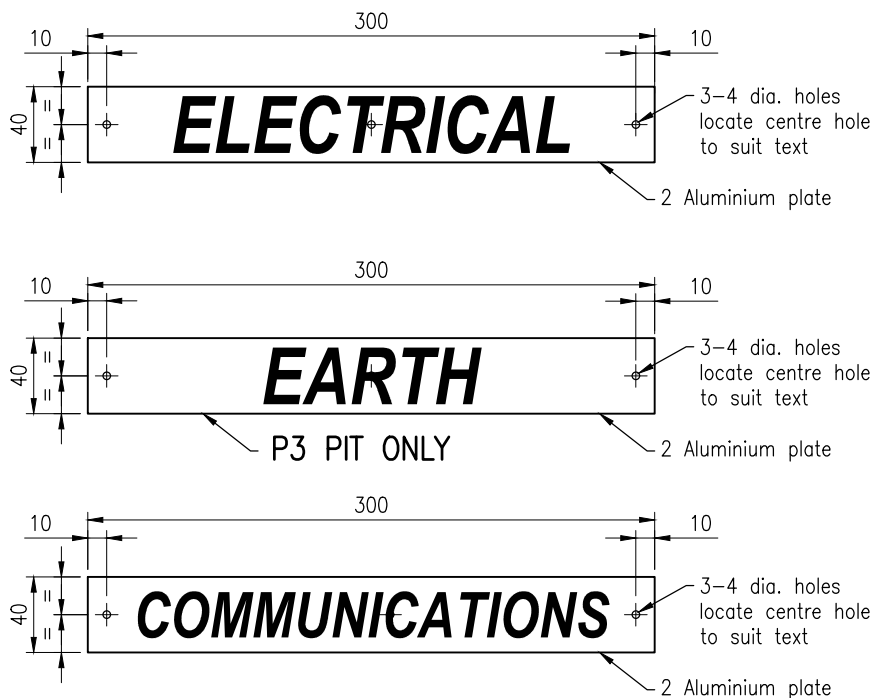 300
10
10
40
=
=
ELECTRICAL
3-4 dia. holes
locate centre hole
to suit text
2 Aluminium plate
300
10
10
40
=
=
EARTH
3-4 dia. holes
locate centre hole
to suit text
P3 PIT ONLY
2 Aluminium plate
300
10
10
40
=
=
COMMUNICATIONS
3-4 dia. holes
locate centre hole
to suit text
2 Aluminium plate